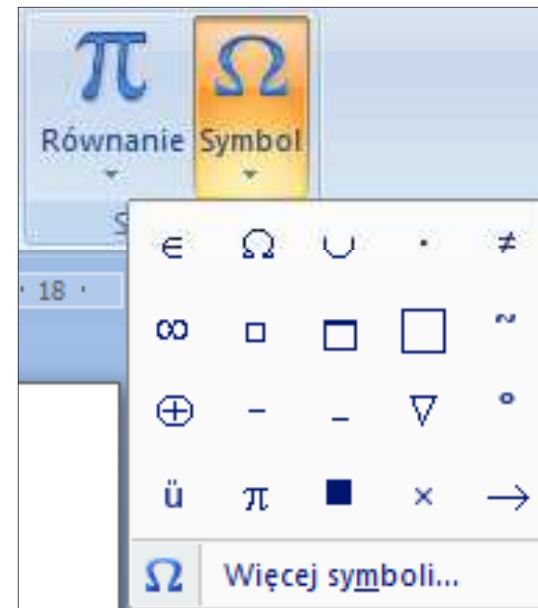 π Ω
Równanie Symbol
S
· 18 ·
∈ Ω ∪ · ≠
∞ □ □ □ ~
⊕ − − ∇ °
ü π ■ × →
Ω Więcej symboli...